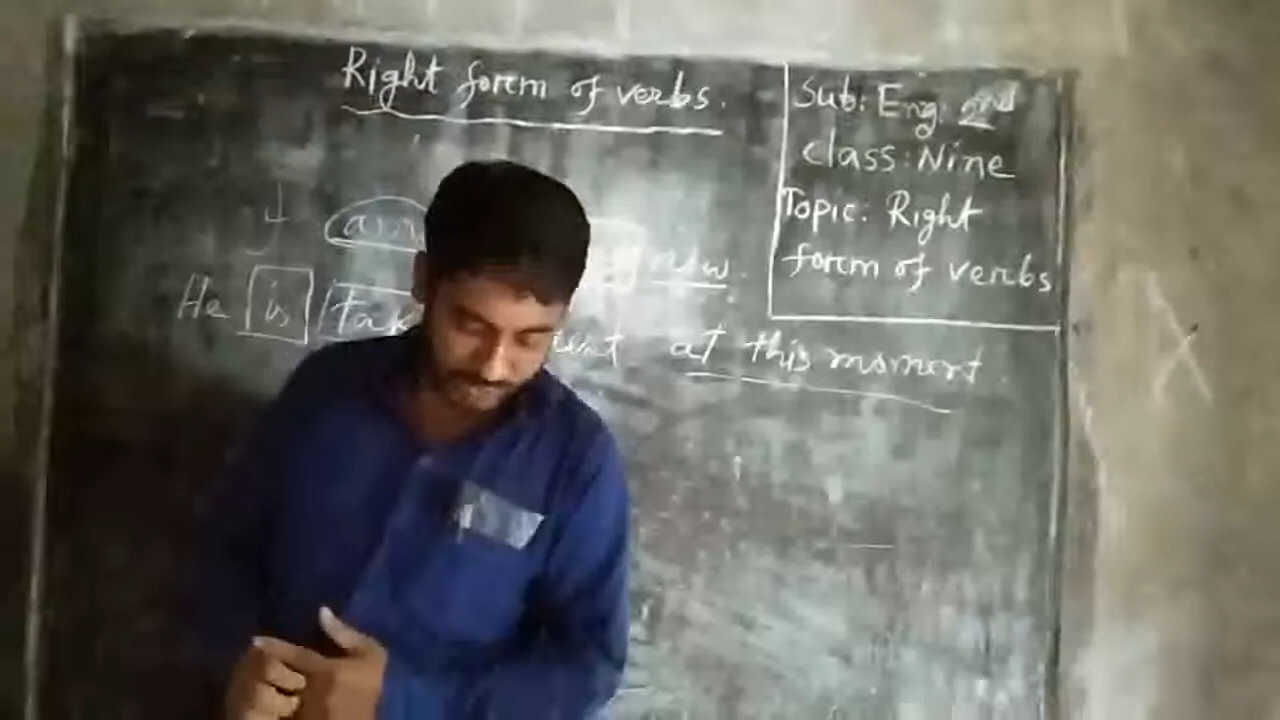 Right form of verbs.
Sub: Eng: 2nd
Class: Nine
Topic: Right
form of verbs
I am now.
He is tak at this moment.